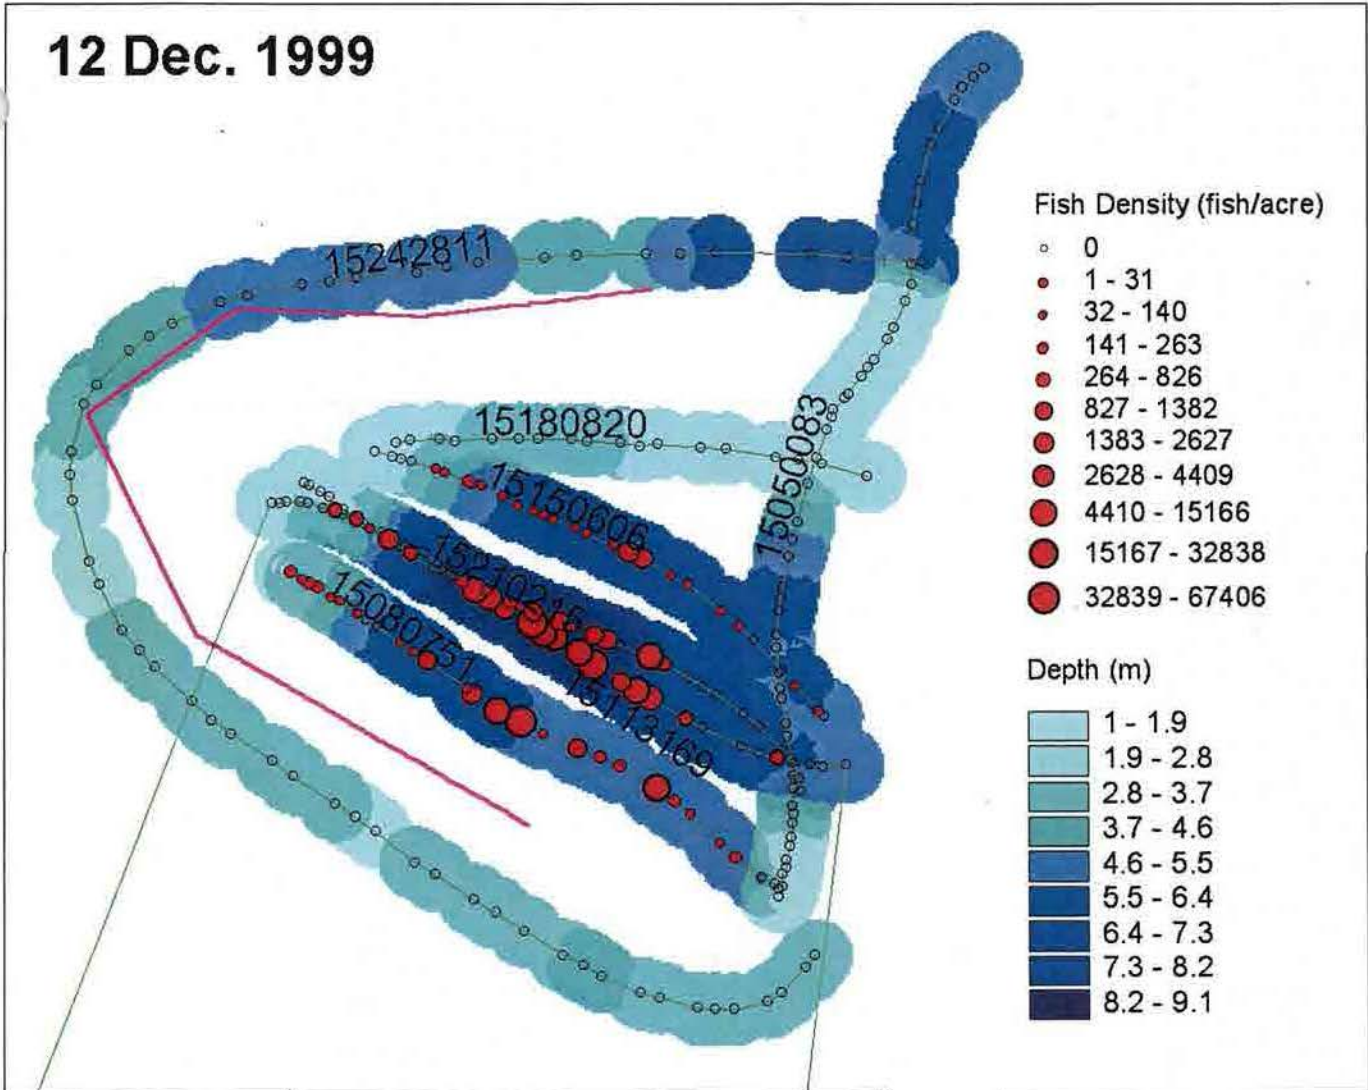 12 Dec. 1999
15242811
15180820
15050083
15150606
15210215
15080751
15113169
Fish Density (fish/acre)
0
1 - 31
32 - 140
141 - 263
264 - 826
827 - 1382
1383 - 2627
2628 - 4409
4410 - 15166
15167 - 32838
32839 - 67406
Depth (m)
1 - 1.9
1.9 - 2.8
2.8 - 3.7
3.7 - 4.6
4.6 - 5.5
5.5 - 6.4
6.4 - 7.3
7.3 - 8.2
8.2 - 9.1